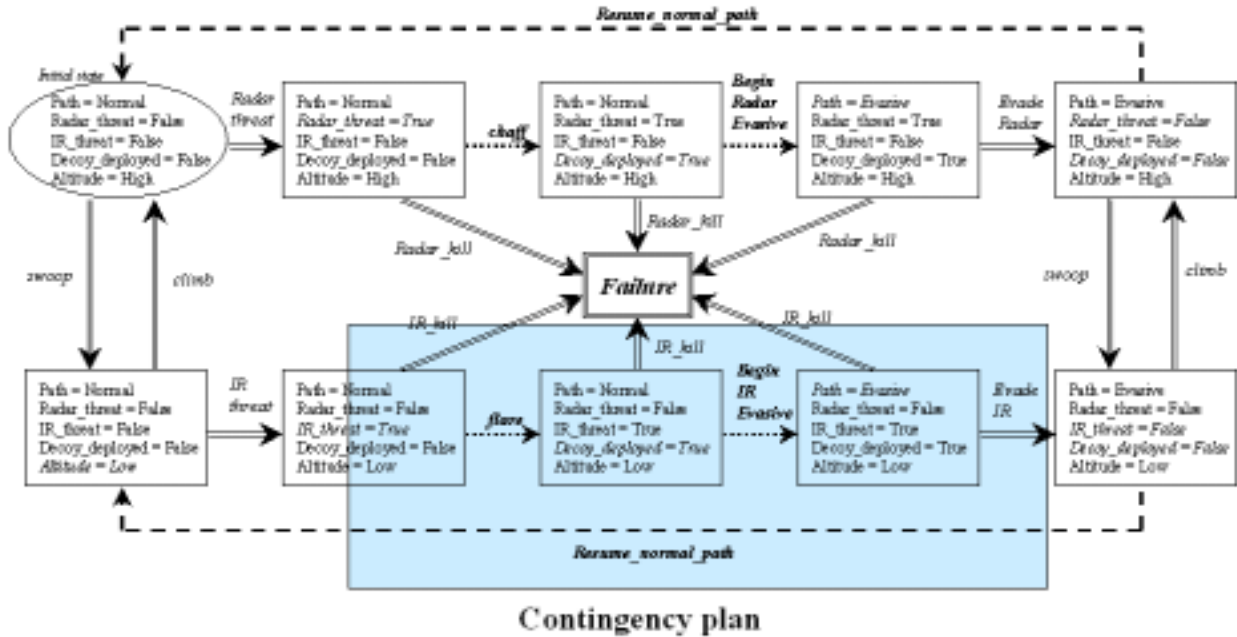 Resume_normal_path
Initial state
Path = Normal
Radar_threat = False
IR_threat = False
Decoy_deployed = False
Altitude = High
Radar
threat
Path = Normal
Radar_threat = True
IR_threat = False
Decoy_deployed = False
Altitude = High
chaff
Path = Normal
Radar_threat = True
IR_threat = False
Decoy_deployed = True
Altitude = High
Begin
Radar
Evasive
Path = Evasive
Radar_threat = True
IR_threat = False
Decoy_deployed = True
Altitude = High
Evade
Radar
Path = Evasive
Radar_threat = False
IR_threat = False
Decoy_deployed = False
Altitude = High
Radar_kill
Radar_kill
Radar_kill
swoop
climb
Failure
swoop
climb
IR_kill
IR_kill
IR_kill
Path = Normal
Radar_threat = False
IR_threat = False
Decoy_deployed = False
Altitude = Low
IR
threat
Path = Normal
Radar_threat = False
IR_threat = True
Decoy_deployed = False
Altitude = Low
flare
Path = Normal
Radar_threat = False
IR_threat = True
Decoy_deployed = True
Altitude = Low
Begin
IR
Evasive
Path = Evasive
Radar_threat = False
IR_threat = True
Decoy_deployed = True
Altitude = Low
Evade
IR
Path = Evasive
Radar_threat = False
IR_threat = False
Decoy_deployed = False
Altitude = Low
Resume_normal_path
Contingency plan